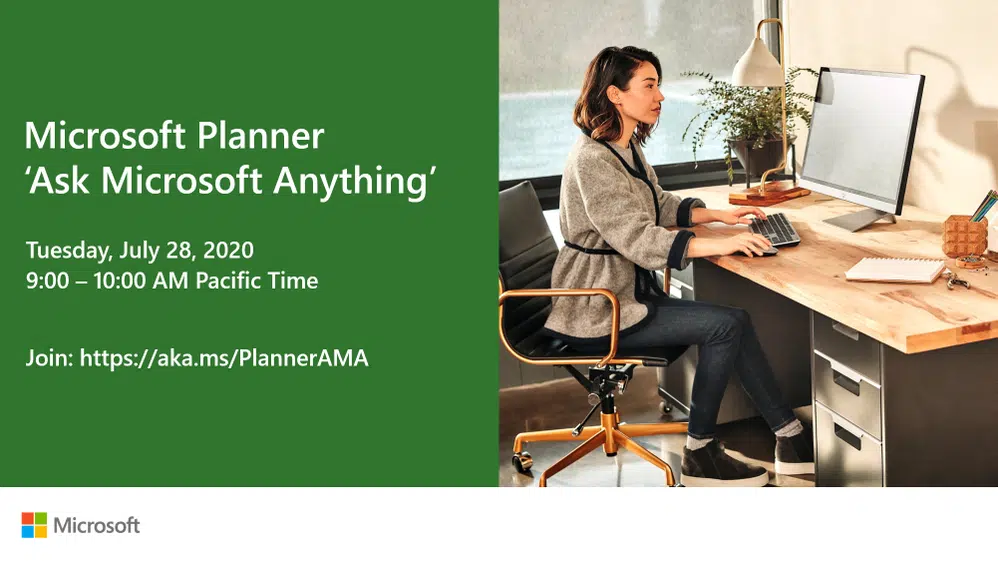 Microsoft Planner
‘Ask Microsoft Anything’
Tuesday, July 28, 2020
9:00 – 10:00 AM Pacific Time
Join: https://aka.ms/PlannerAMA
Microsoft